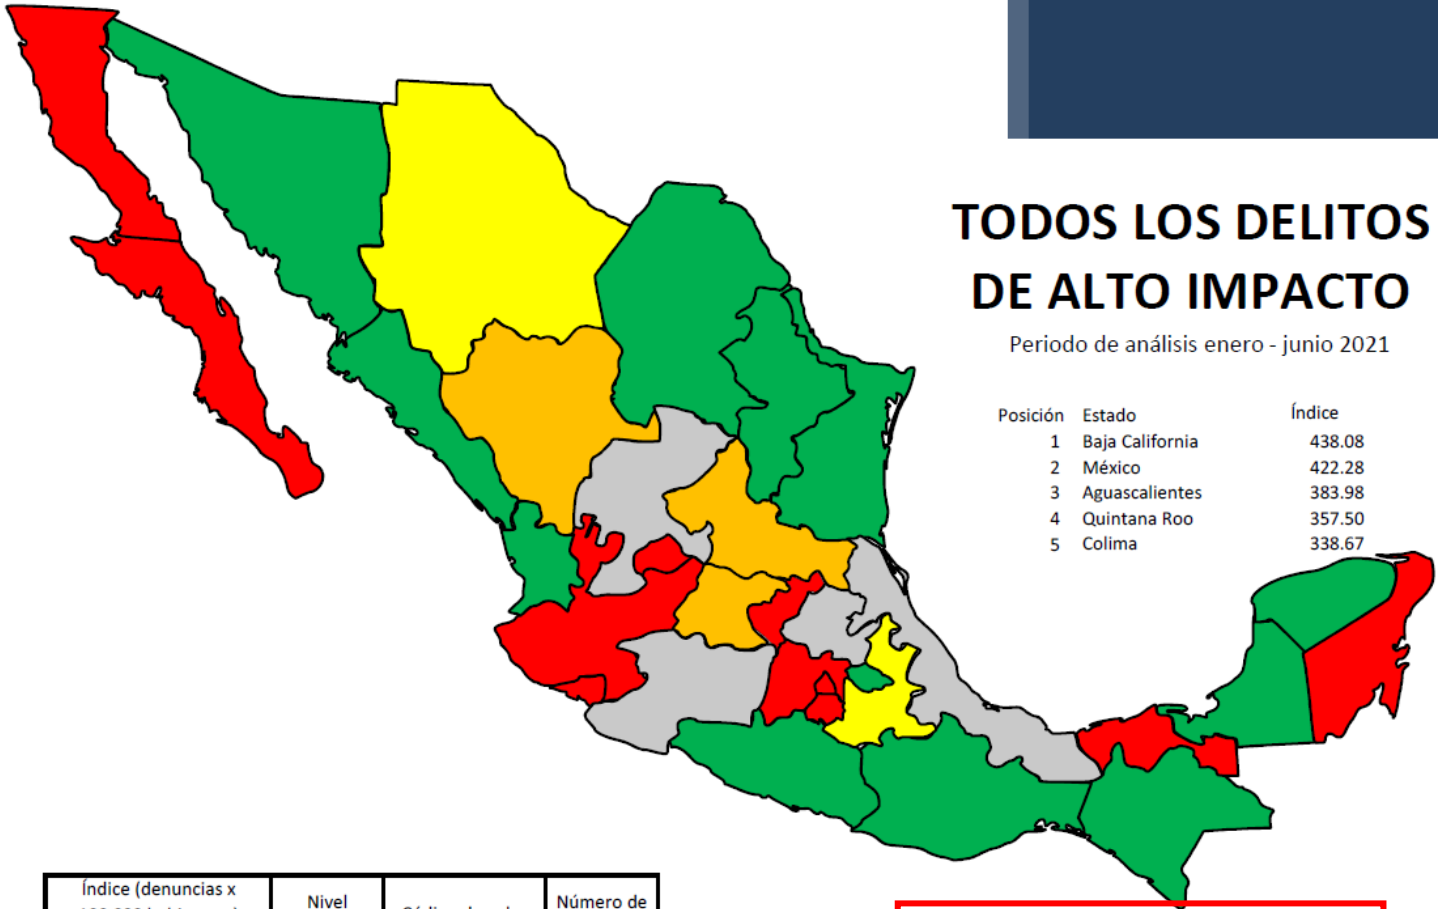 TODOS LOS DELITOS
DE ALTO IMPACTO
Periodo de análisis enero - junio 2021
Posición Estado Índice
1 Baja California 438.08
2 México 422.28
3 Aguascalientes 383.98
4 Quintana Roo 357.50
5 Colima 338.67
Índice (denuncias x
Nivel
Número de